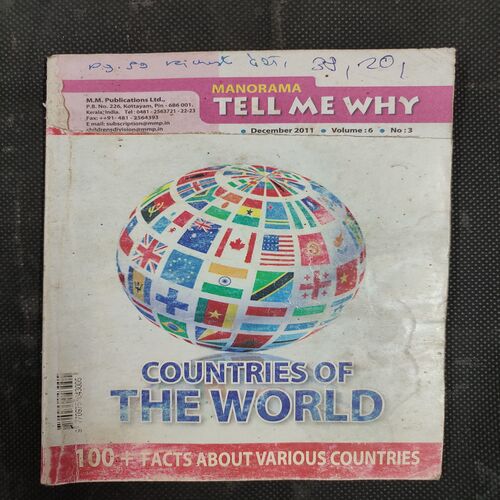 MANORAMA
TELL ME WHY
M.M. Publications Ltd.,
P.B. No. 226, Kottayam, Pin - 686 001.
Kerala, India, Tel : 0481 - 2563721 - 22-23
Fax: ++91- 481 - 2564393
E mail: subscription@mmp.in
childrensdivision@mmp.in
• December 2011 • Volume : 6 • No : 3
COUNTRIES OF
THE WORLD
100 + FACTS ABOUT VARIOUS COUNTRIES